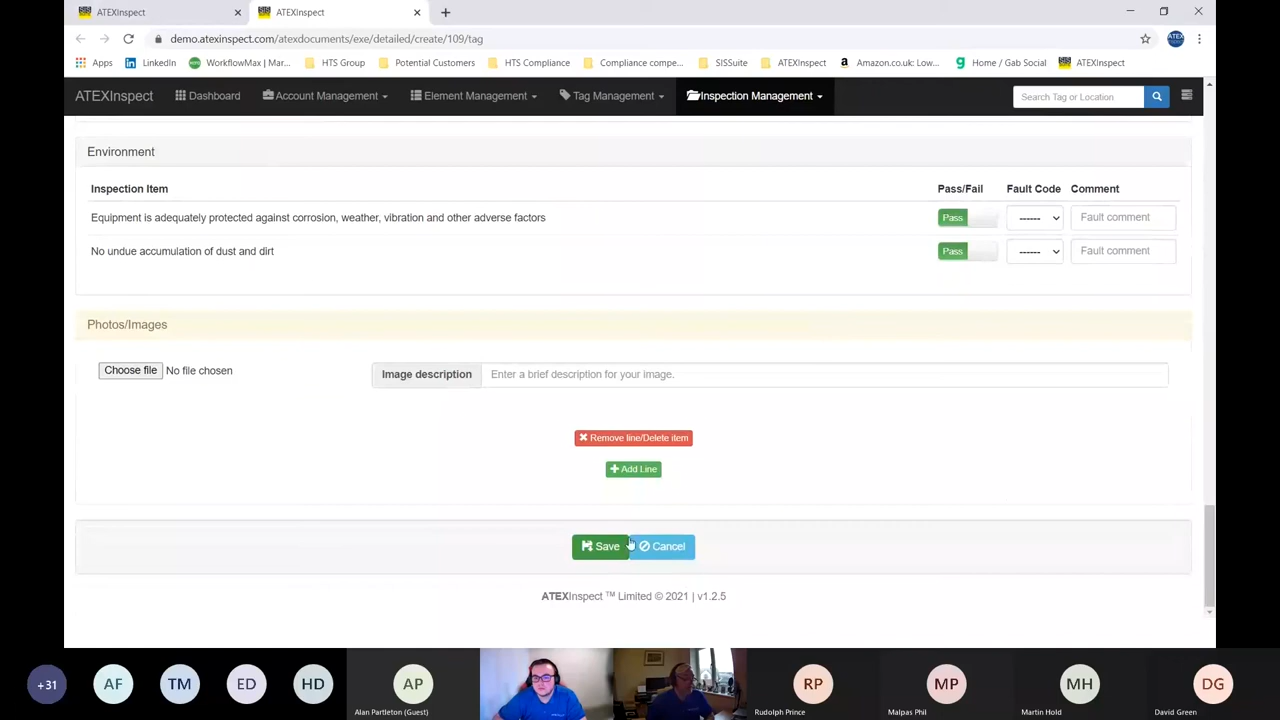 ATEXInspect × ATEXInspect × +
demo.atexinspect.com/atexdocuments/exe/detailed/create/109/tag
Apps LinkedIn WorkflowMax | Mar... HTS Group Potential Customers HTS Compliance Compliance compe... SISSuite ATEXInspect Amazon.co.uk: Low... Home / Gab Social ATEXInspect
ATEXInspect Dashboard Account Management Element Management Tag Management Inspection Management Search Tag or Location
Environment
Inspection Item Pass/Fail Fault Code Comment
Equipment is adequately protected against corrosion, weather, vibration and other adverse factors Pass ------ Fault comment
No undue accumulation of dust and dirt Pass ------ Fault comment
Photos/Images
Choose file No file chosen Image description Enter a brief description for your image.
Remove line/Delete item
Add Line
Save Cancel
ATEXInspect ™ Limited © 2021 | v1.2.5
+31 AF TM ED HD AP RP MP MH DG
Alan Partleton (Guest) Rudolph Prince Malpas Phil Martin Hold David Green